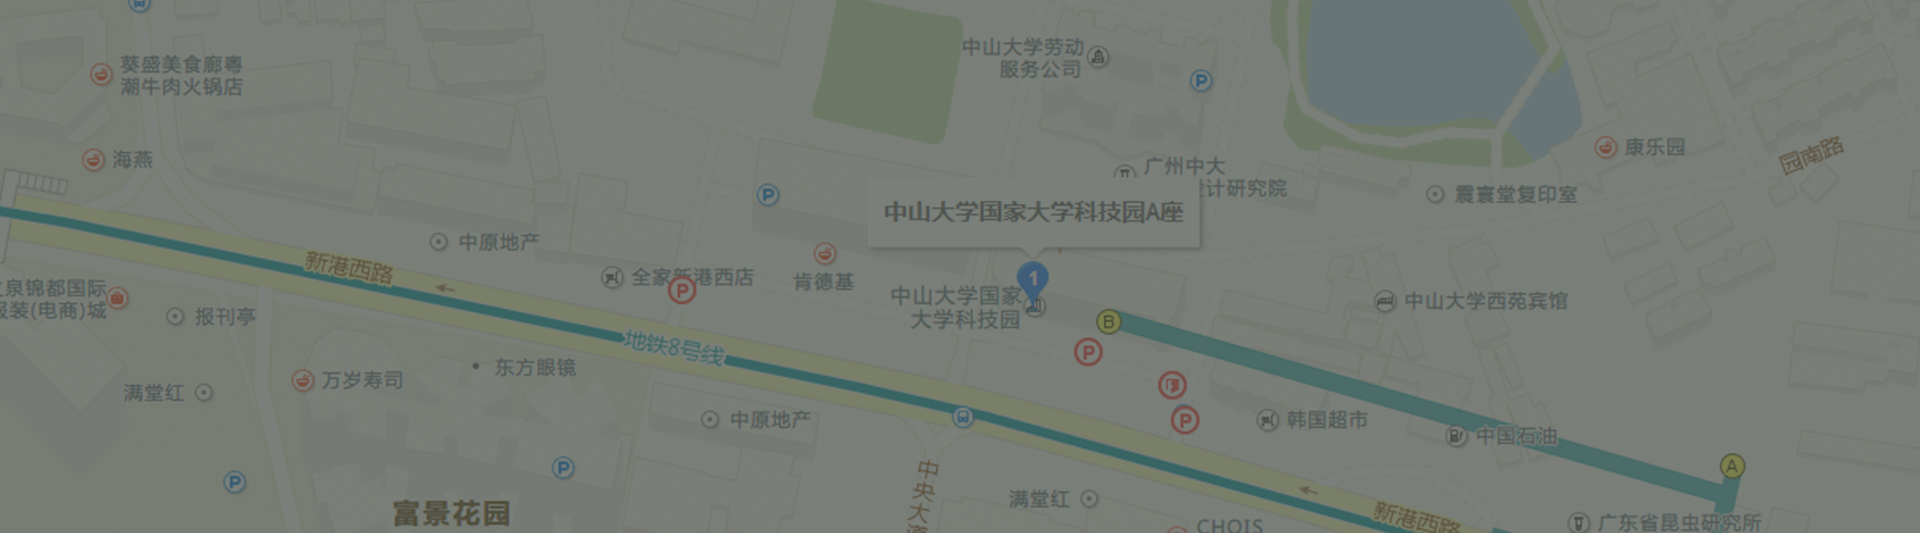 中山大学劳动
服务公司
葵盛美食廊粤
潮牛肉火锅店
P
海燕
康乐园
园南路
广州中大
计研究院
P
震寰堂复印室
中山大学国家大学科技园A座
中原地产
新港西路
全家新港西店
P
肯德基
1
中山大学国家
大学科技园
中山大学西苑宾馆
泉锦都国际
服装(电商)城
报刊亭
B
地铁8号线
P
东方眼镜
万岁寿司
满堂红
中原地产
P
韩国超市
中国石油
A
P
P
中央大
富景花园
满堂红
新港西路
CHOIS
广东省昆虫研究所